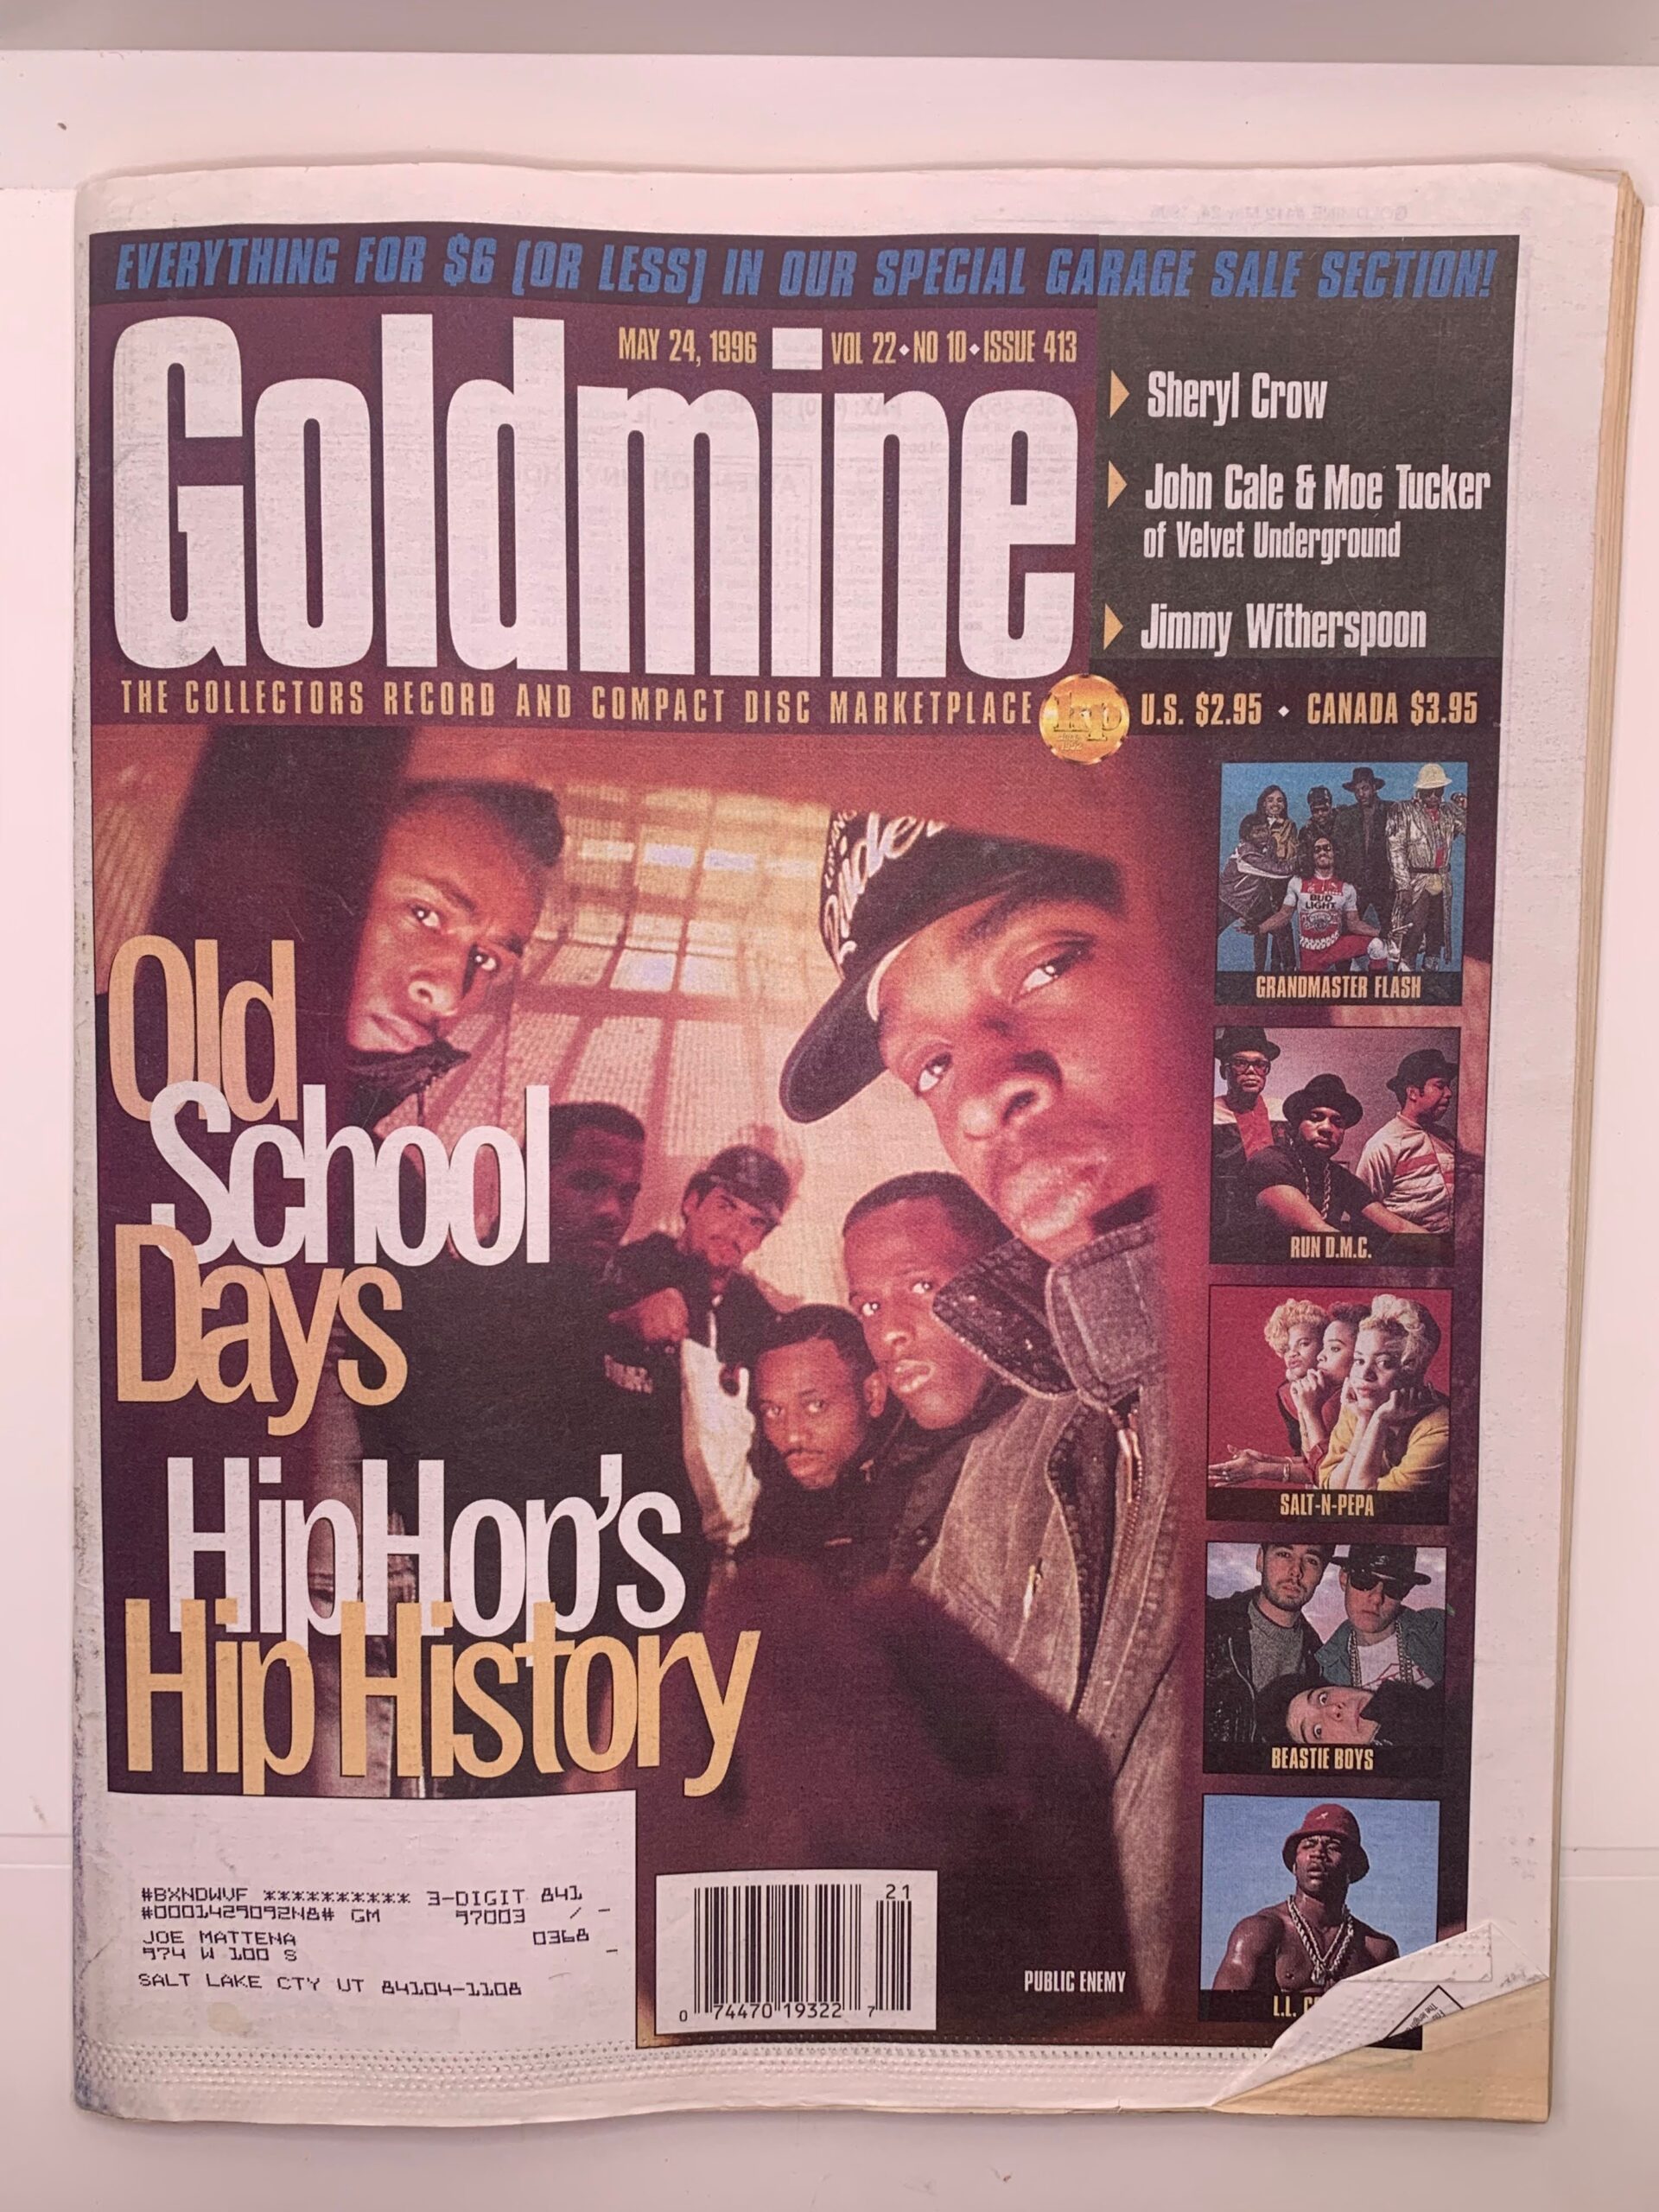 EVERYTHING FOR $6 (OR LESS) IN OUR SPECIAL GARAGE SALE SECTION!
MAY 24, 1996 VOL 22 ◆ NO 10 ◆ ISSUE 413
Goldmine
THE COLLECTORS RECORD AND COMPACT DISC MARKETPLACE
kp
U.S. $2.95 ◆ CANADA $3.95
Sheryl Crow
John Cale & Moe Tucker
of Velvet Underground
Jimmy Witherspoon
Old
School
Days
HipHop's
Hip History
BUD
LIGHT
GRANDMASTER FLASH
RUN D.M.C.
SALT-N-PEPA
BEASTIE BOYS
L.L.
PUBLIC ENEMY
#BXNDWVF ********** 3-DIGIT 841
#0001429092N8# GM 97003 / -
JOE MATTENA 0368
974 W 100 S
SALT LAKE CTY UT 84104-1108
21
0 74470 19322 7